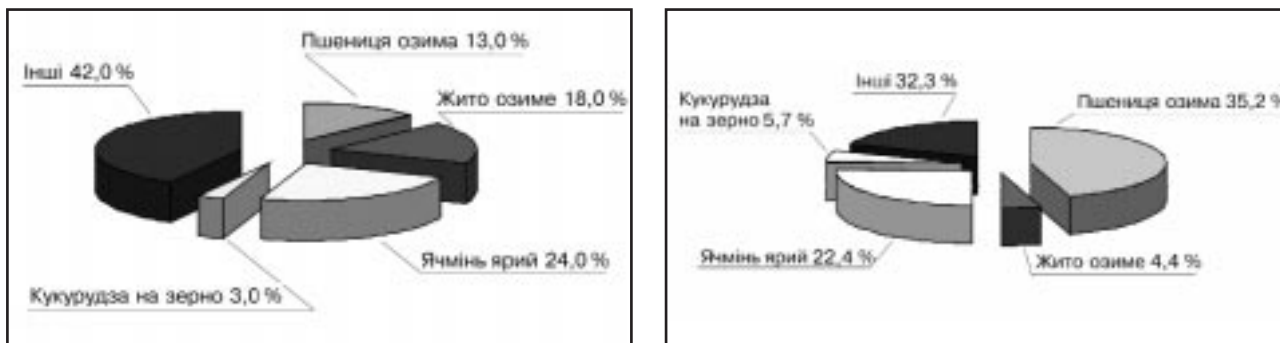 Пшениця озима 13,0 %
Інші 42,0 %
Жито озиме 18,0 %
Ячмінь ярий 24,0 %
Кукурудза на зерно 3,0 %
Інші 32,3 %
Кукурудза
на зерно 5,7 %
Пшениця озима 35,2 %
Ячмінь ярий 22,4 %
Жито озиме 4,4 %